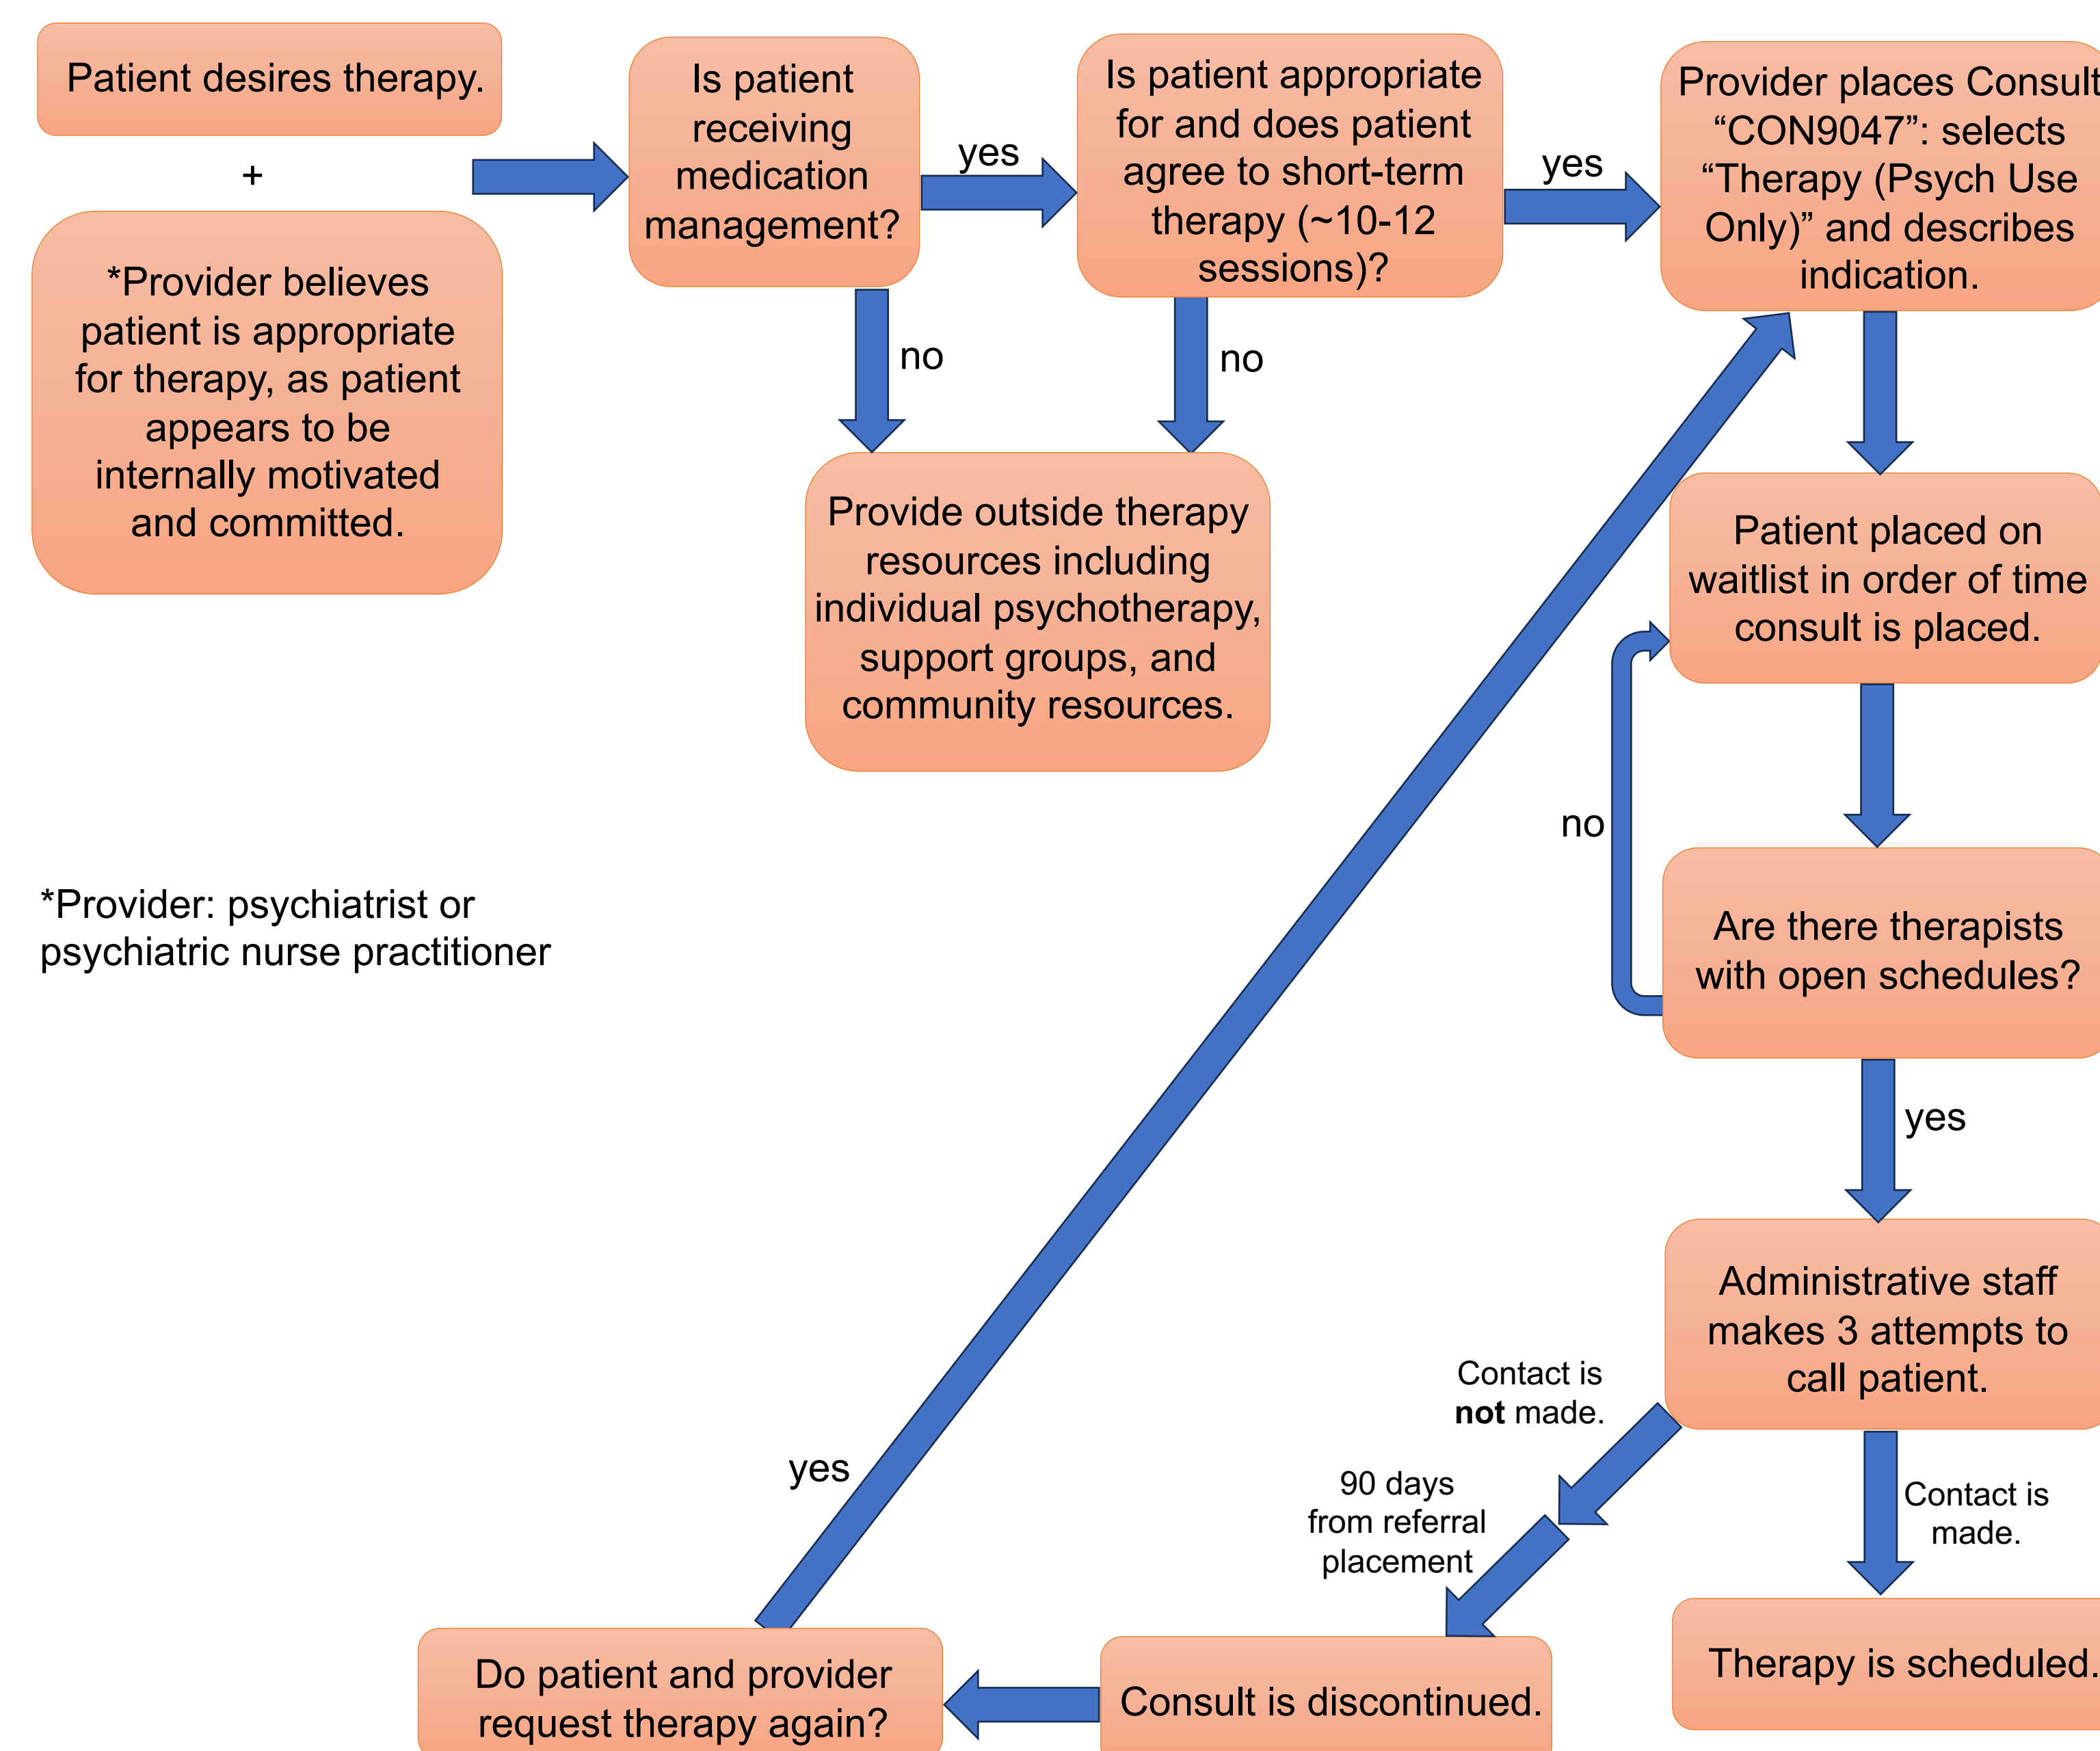 Patient desires therapy.
+
*Provider believes
patient is appropriate
for therapy, as patient
appears to be
internally motivated
and committed.
Is patient
receiving
medication
management?
yes
no
Is patient appropriate
for and does patient
agree to short-term
therapy (~10-12
sessions)?
yes
no
Provide outside therapy
resources including
individual psychotherapy,
support groups, and
community resources.
Provider places Consult
“CON9047”: selects
“Therapy (Psych Use
Only)” and describes
indication.
Patient placed on
waitlist in order of time
consult is placed.
no
Are there therapists
with open schedules?
yes
*Provider: psychiatrist or
psychiatric nurse practitioner
Administrative staff
makes 3 attempts to
call patient.
Contact is
not made.
90 days
from referral
placement
Contact is
made.
Therapy is scheduled.
Consult is discontinued.
Do patient and provider
request therapy again?
yes